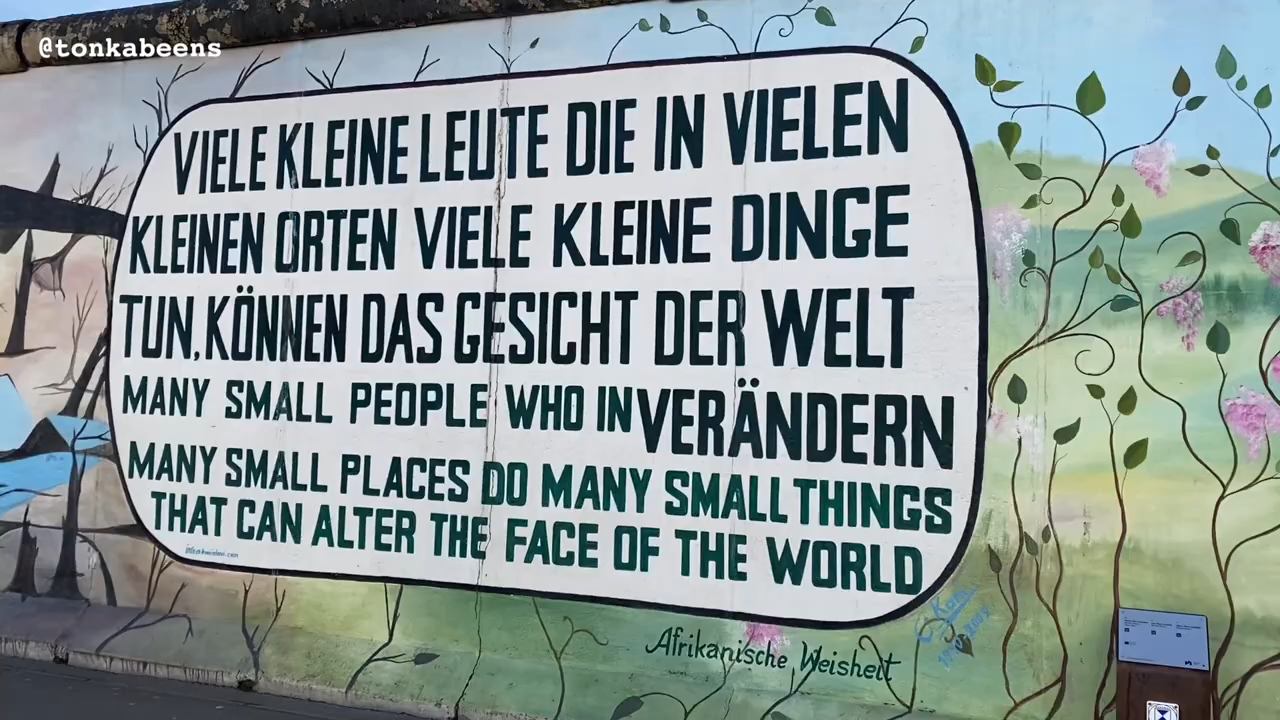 @tonkabeens
VIELE KLEINE LEUTE DIE IN VIELEN
KLEINEN ORTEN VIELE KLEINE DINGE
TUN, KÖNNEN DAS GESICHT DER WELT
VERÄNDERN
MANY SMALL PEOPLE WHO IN
MANY SMALL PLACES DO MANY SMALL THINGS
THAT CAN ALTER THE FACE OF THE WORLD
Afrikanische Weisheit